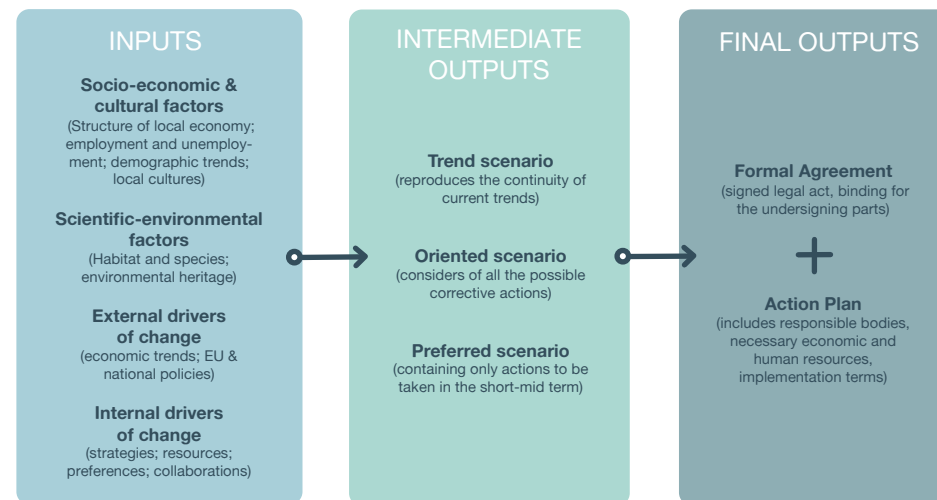 INPUTS
Socio-economic &
cultural factors
(Structure of local economy;
employment and unemploy-
ment; demographic trends;
local cultures)
Scientific-environmental
factors
(Habitat and species;
environmental heritage)
External drivers
of change
(economic trends; EU &
national policies)
Internal drivers
of change
(strategies; resources;
preferences; collaborations)
INTERMEDIATE
OUTPUTS
Trend scenario
(reproduces the continuity of
current trends)
Oriented scenario
(considers of all the possible
corrective actions)
Preferred scenario
(containing only actions to be
taken in the short-mid term)
FINAL OUTPUTS
Formal Agreement
(signed legal act, binding for
the undersigning parts)
+
Action Plan
(includes responsible bodies,
necessary economic and
human resources,
implementation terms)